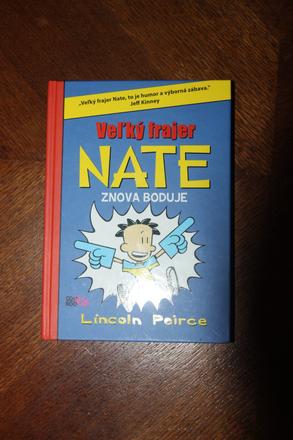 „Veľký frajer Nate, to je humor a výborná zábava."
Jeff Kinney
Veľký frajer
NATE
ZNOVA BODUJE
Lincoln Peirce